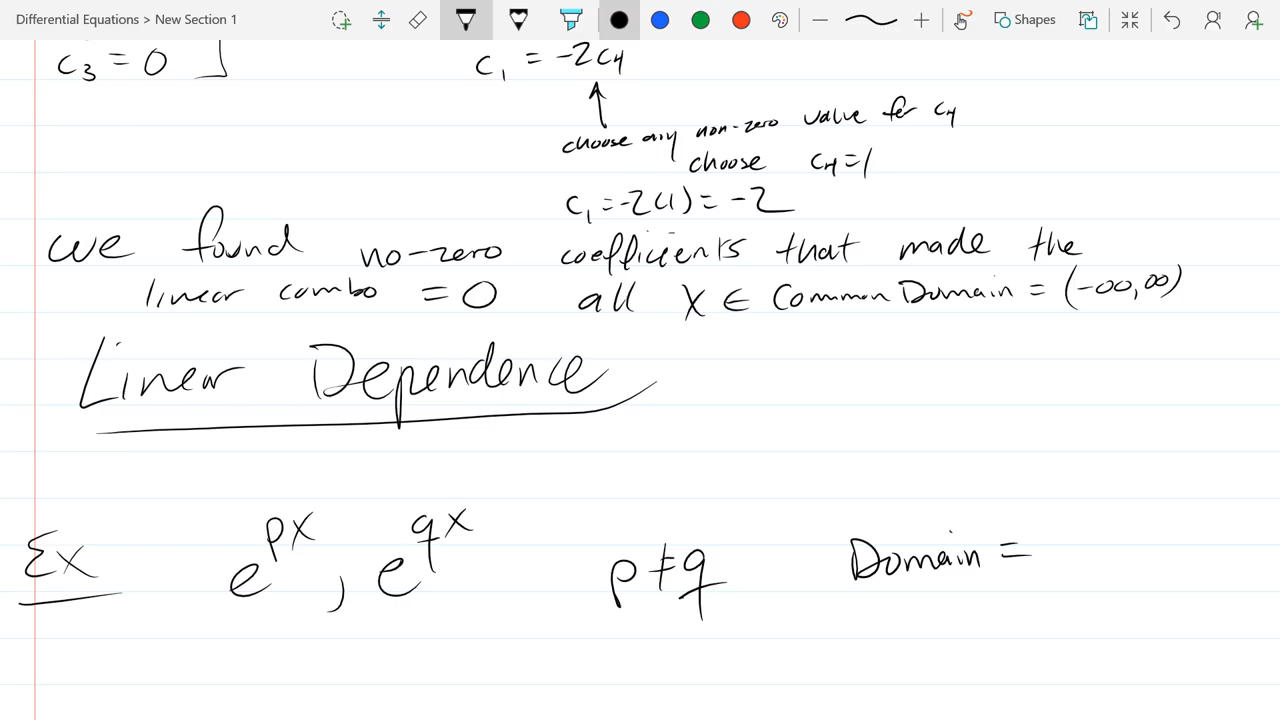 Differential Equations > New Section 1
Shapes
c₃ = 0
c₁ = -2c₄
choose any non-zero value for c₄
choose c₄=1
c₁ = -2(1) = -2
we found no-zero coefficients that made the
linear combo = 0 all x ∈ Common Domain = (-∞,∞)
Linear Dependence
Ex e^{px}, e^{qx} p≠q Domain =